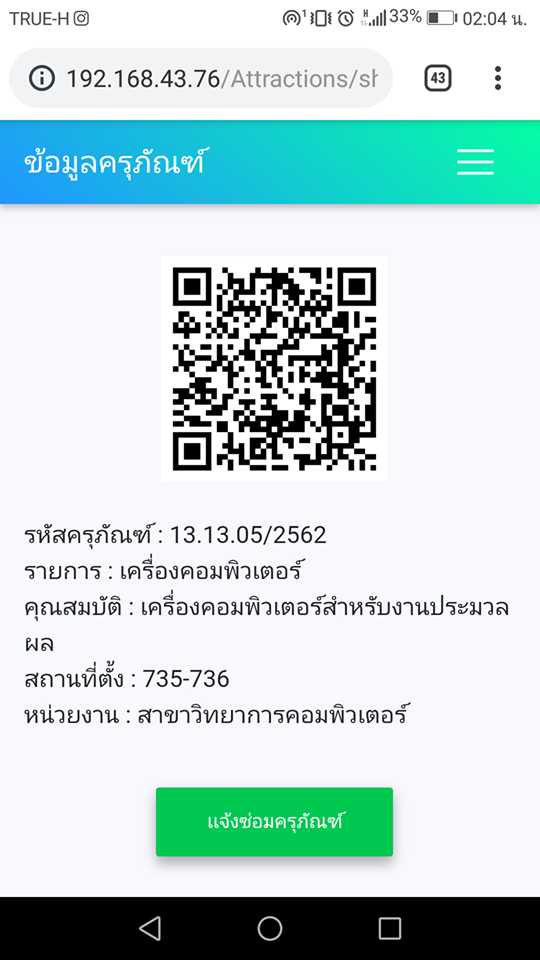 TRUE-H 33% 02:04 น.
192.168.43.76/Attractions/sh 43
ข้อมูลครุภัณฑ์
รหัสครุภัณฑ์ : 13.13.05/2562
รายการ : เครื่องคอมพิวเตอร์
คุณสมบัติ : เครื่องคอมพิวเตอร์สำหรับงานประมวล
ผล
สถานที่ตั้ง : 735-736
หน่วยงาน : สาขาวิทยาการคอมพิวเตอร์
แจ้งซ่อมครุภัณฑ์